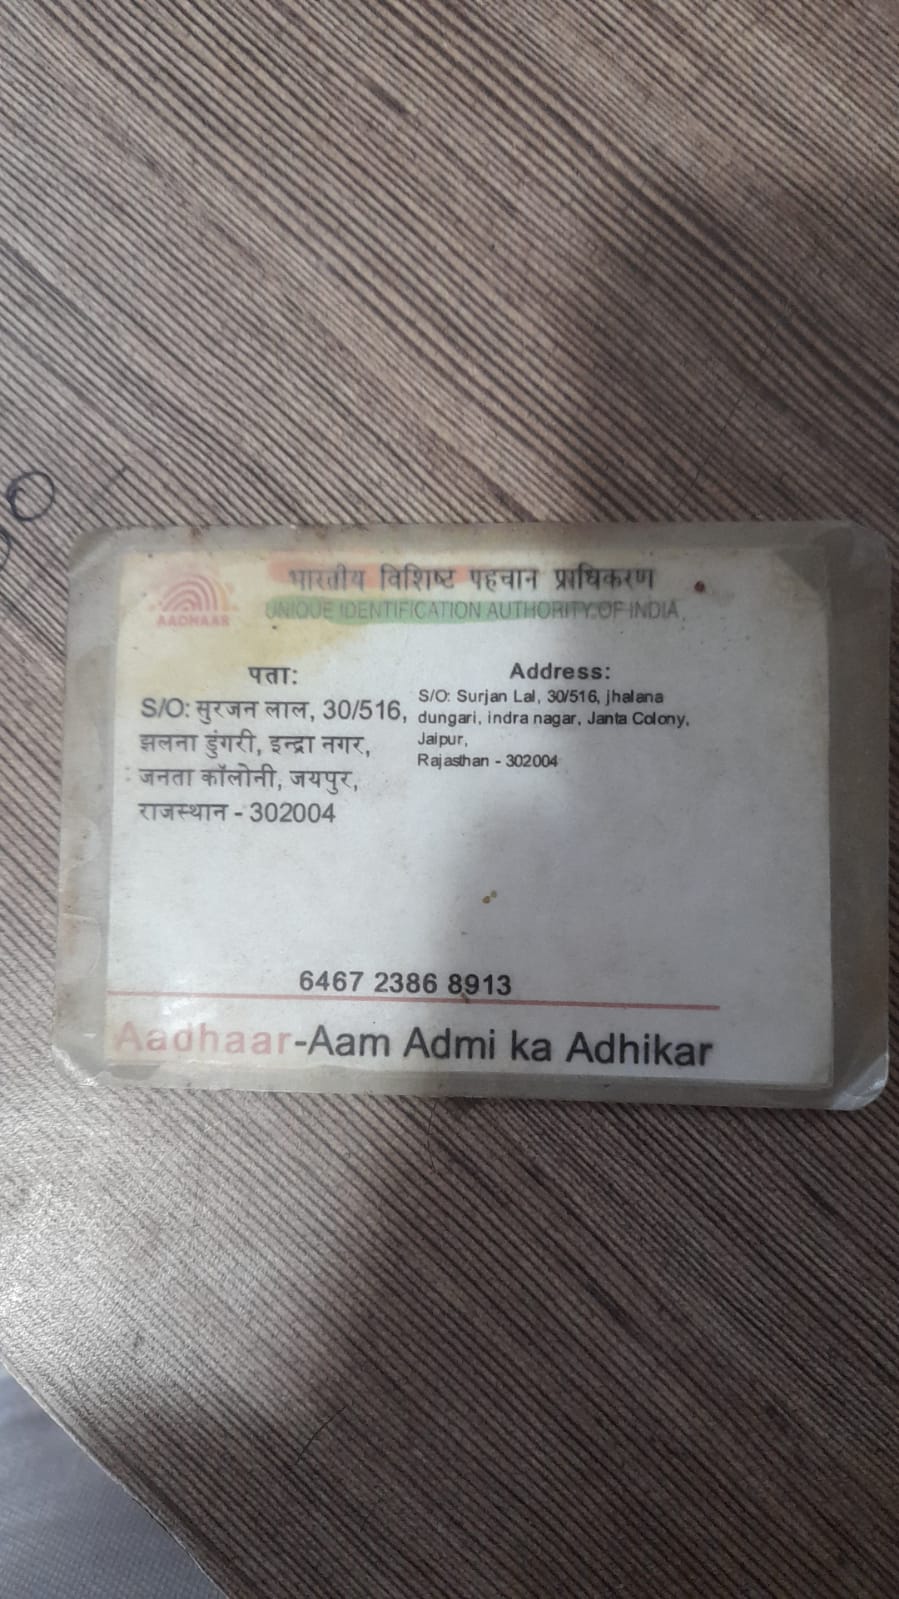 भारतीय विशिष्ट पहचान प्राधिकरण
AADHAAR
UNIQUE IDENTIFICATION AUTHORITY OF INDIA
पता:
S/O: सुरजन लाल, 30/516,
झलना डुंगरी, इन्द्रा नगर,
जनता कॉलोनी, जयपुर,
राजस्थान - 302004
Address:
S/O: Surjan Lal, 30/516, jhalana
dungari, indra nagar, Janta Colony,
Jaipur,
Rajasthan - 302004
6467 2386 8913
Aadhaar-Aam Admi ka Adhikar